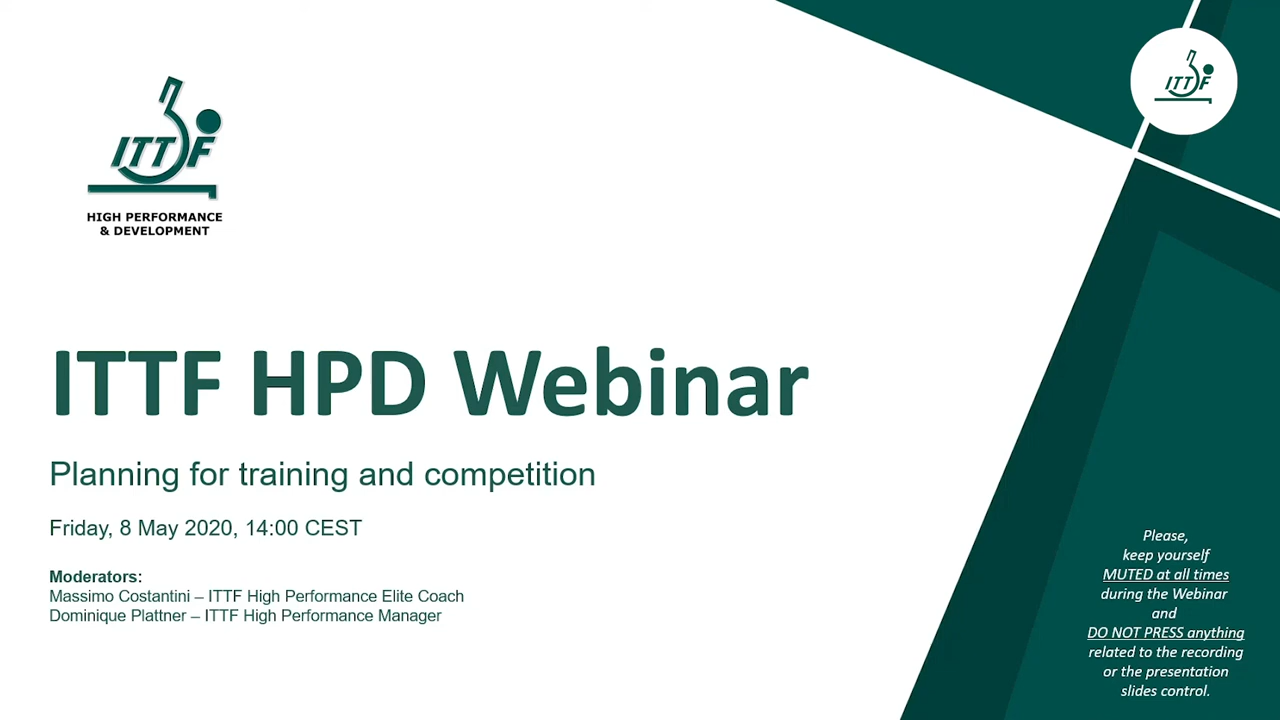 ITTF
HIGH PERFORMANCE
& DEVELOPMENT
ITTF
ITTF HPD Webinar
Planning for training and competition
Friday, 8 May 2020, 14:00 CEST
Moderators:
Massimo Costantini – ITTF High Performance Elite Coach
Dominique Plattner – ITTF High Performance Manager
Please,
keep yourself
MUTED at all times
during the Webinar
and
DO NOT PRESS anything
related to the recording
or the presentation
slides control.